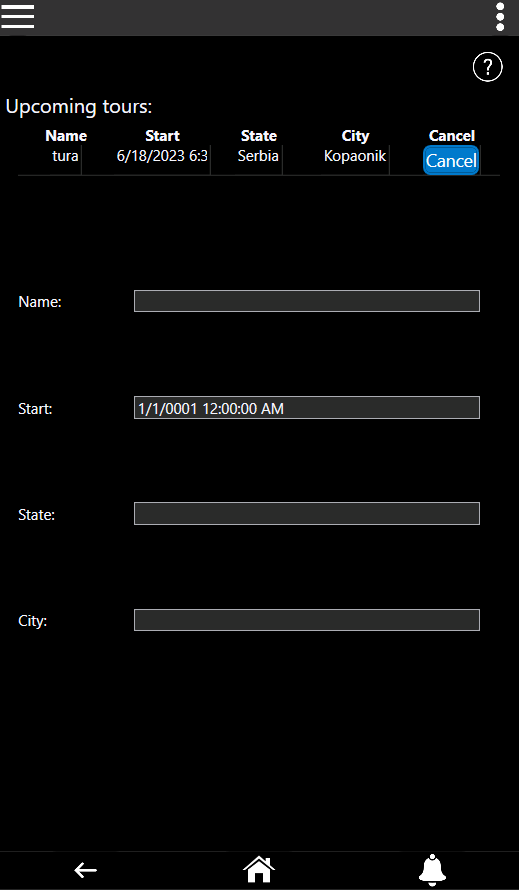 ?
Upcoming tours:
Name Start State City Cancel
tura 6/18/2023 6:3 Serbia Kopaonik Cancel
Name:
Start: 1/1/0001 12:00:00 AM
State:
City: